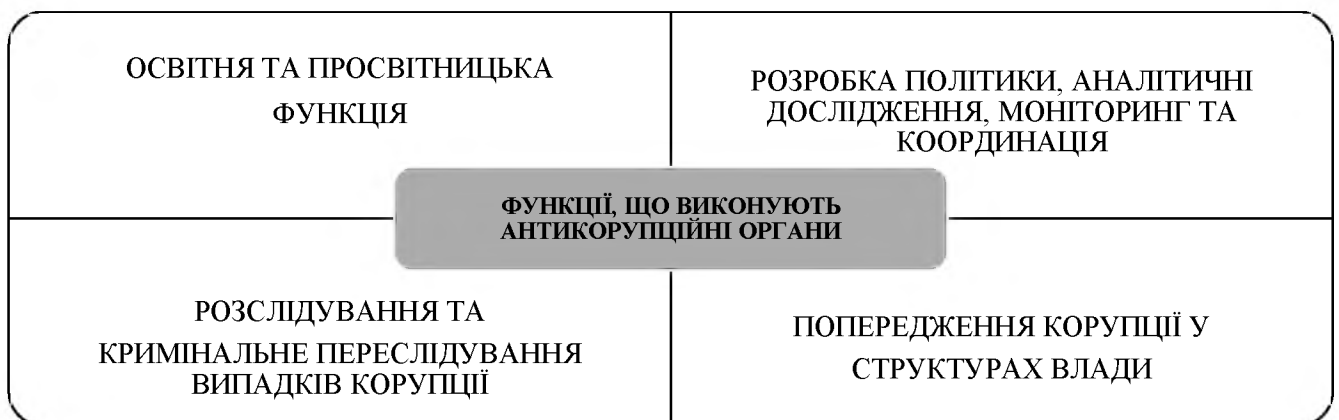 ОСВІТНЯ ТА ПРОСВІТНИЦЬКА
ФУНКЦІЯ
РОЗРОБКА ПОЛІТИКИ, АНАЛІТИЧНІ
ДОСЛІДЖЕННЯ, МОНІТОРИНГ ТА
КООРДИНАЦІЯ
ФУНКЦІЇ, ЩО ВИКОНУЮТЬ
АНТИКОРУПЦІЙНІ ОРГАНИ
РОЗСЛІДУВАННЯ ТА
КРИМІНАЛЬНЕ ПЕРЕСЛІДУВАННЯ
ВИПАДКІВ КОРУПЦІЇ
ПОПЕРЕДЖЕННЯ КОРУПЦІЇ У
СТРУКТУРАХ ВЛАДИ